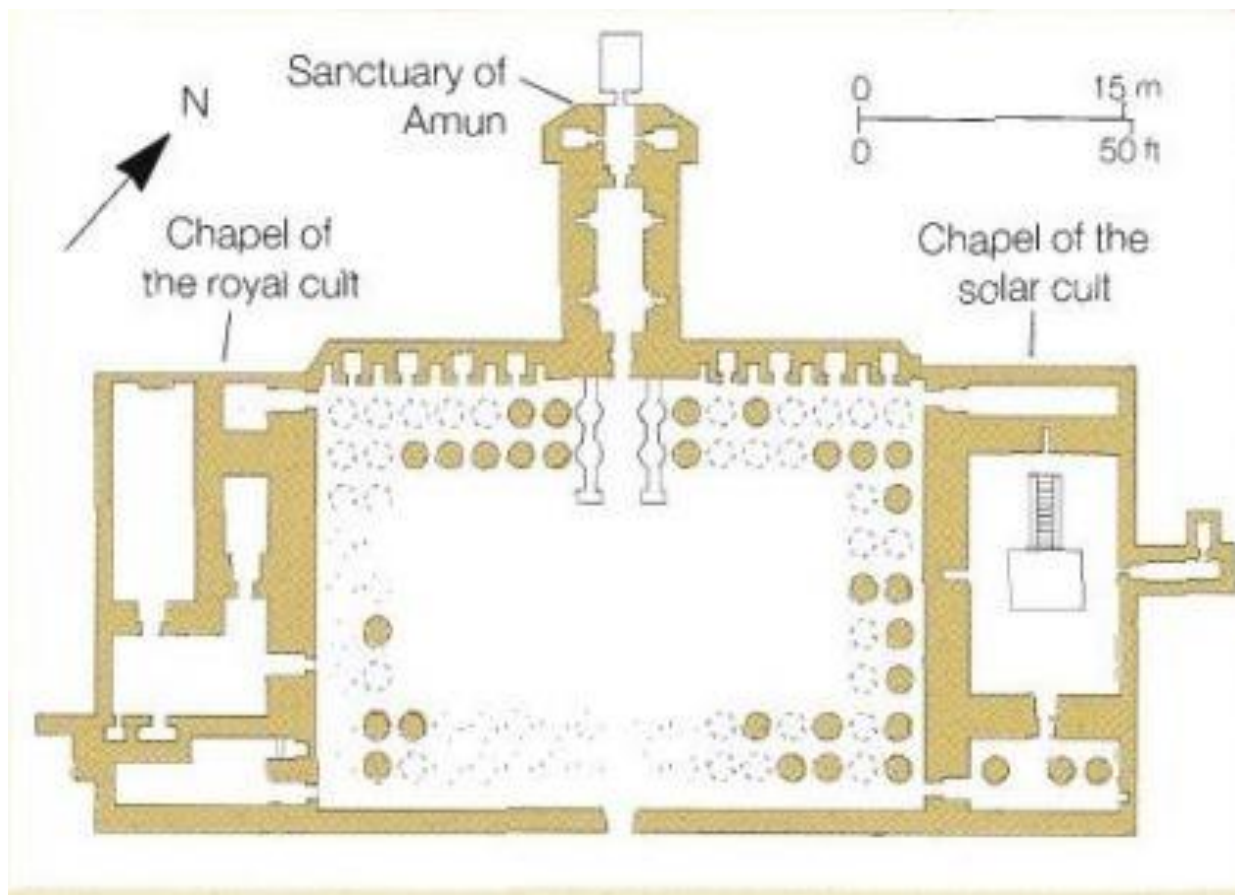 N
Sanctuary of
Amun
0 15 m
0 50 ft
Chapel of
the royal cult
Chapel of the
solar cult